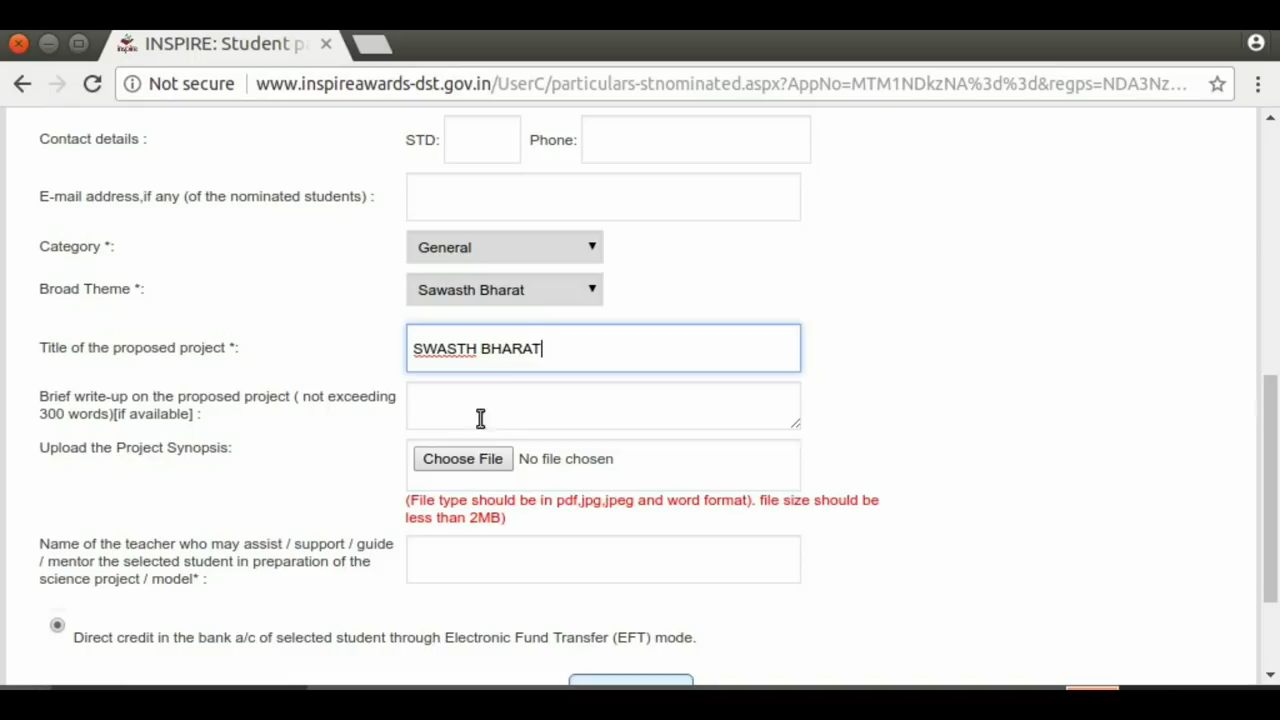 INSPIRE: Student p
Not secure www.inspireawards-dst.gov.in/UserC/particulars-stnominated.aspx?AppNo=MTM1NDkzNA%3d%3d&regps=NDA3Nz...
Contact details : STD: Phone:
E-mail address,if any (of the nominated students) :
Category *: General
Broad Theme *: Sawasth Bharat
Title of the proposed project *: SWASTH BHARAT
Brief write-up on the proposed project ( not exceeding
300 words)[if available] :
Upload the Project Synopsis: Choose File No file chosen
(File type should be in pdf,jpg,jpeg and word format). file size should be
less than 2MB)
Name of the teacher who may assist / support / guide
/ mentor the selected student in preparation of the
science project / model* :
Direct credit in the bank a/c of selected student through Electronic Fund Transfer (EFT) mode.